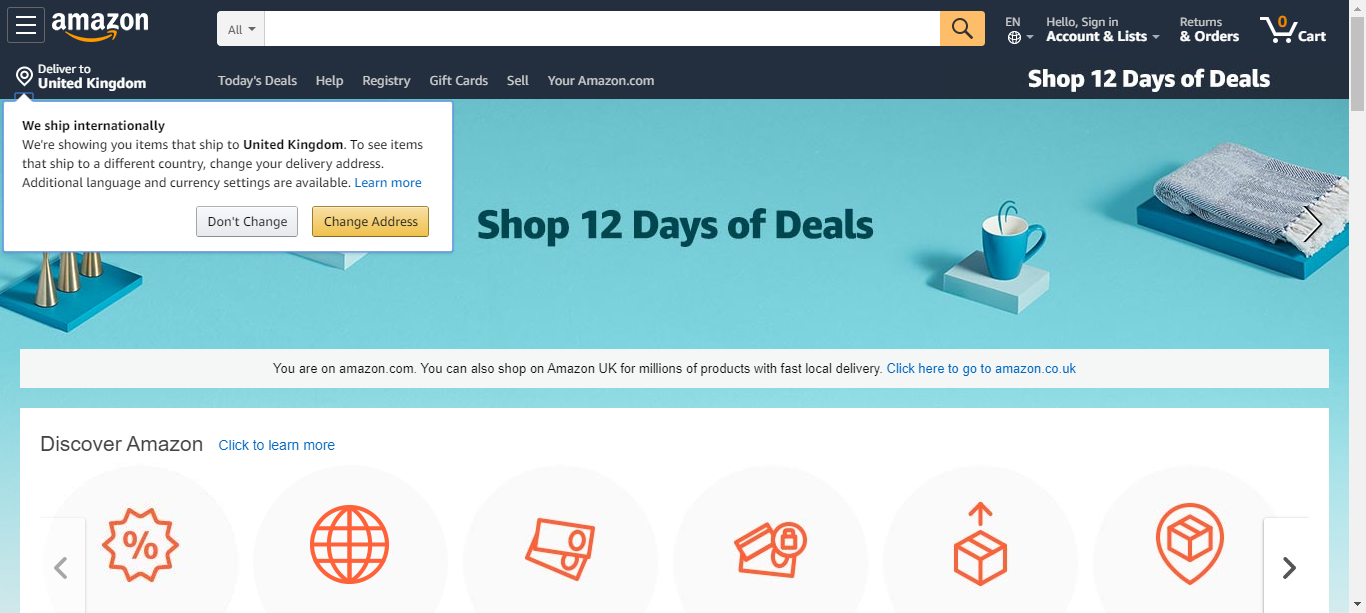 amazon
All
EN
Hello, Sign in
Account & Lists
Returns
& Orders
0
Cart
Deliver to
United Kingdom
Today's Deals
Help
Registry
Gift Cards
Sell
Your Amazon.com
Shop 12 Days of Deals
We ship internationally
We're showing you items that ship to United Kingdom. To see items
that ship to a different country, change your delivery address.
Additional language and currency settings are available. Learn more
Don't Change
Change Address
Shop 12 Days of Deals
You are on amazon.com. You can also shop on Amazon UK for millions of products with fast local delivery. Click here to go to amazon.co.uk
Discover Amazon
Click to learn more
%